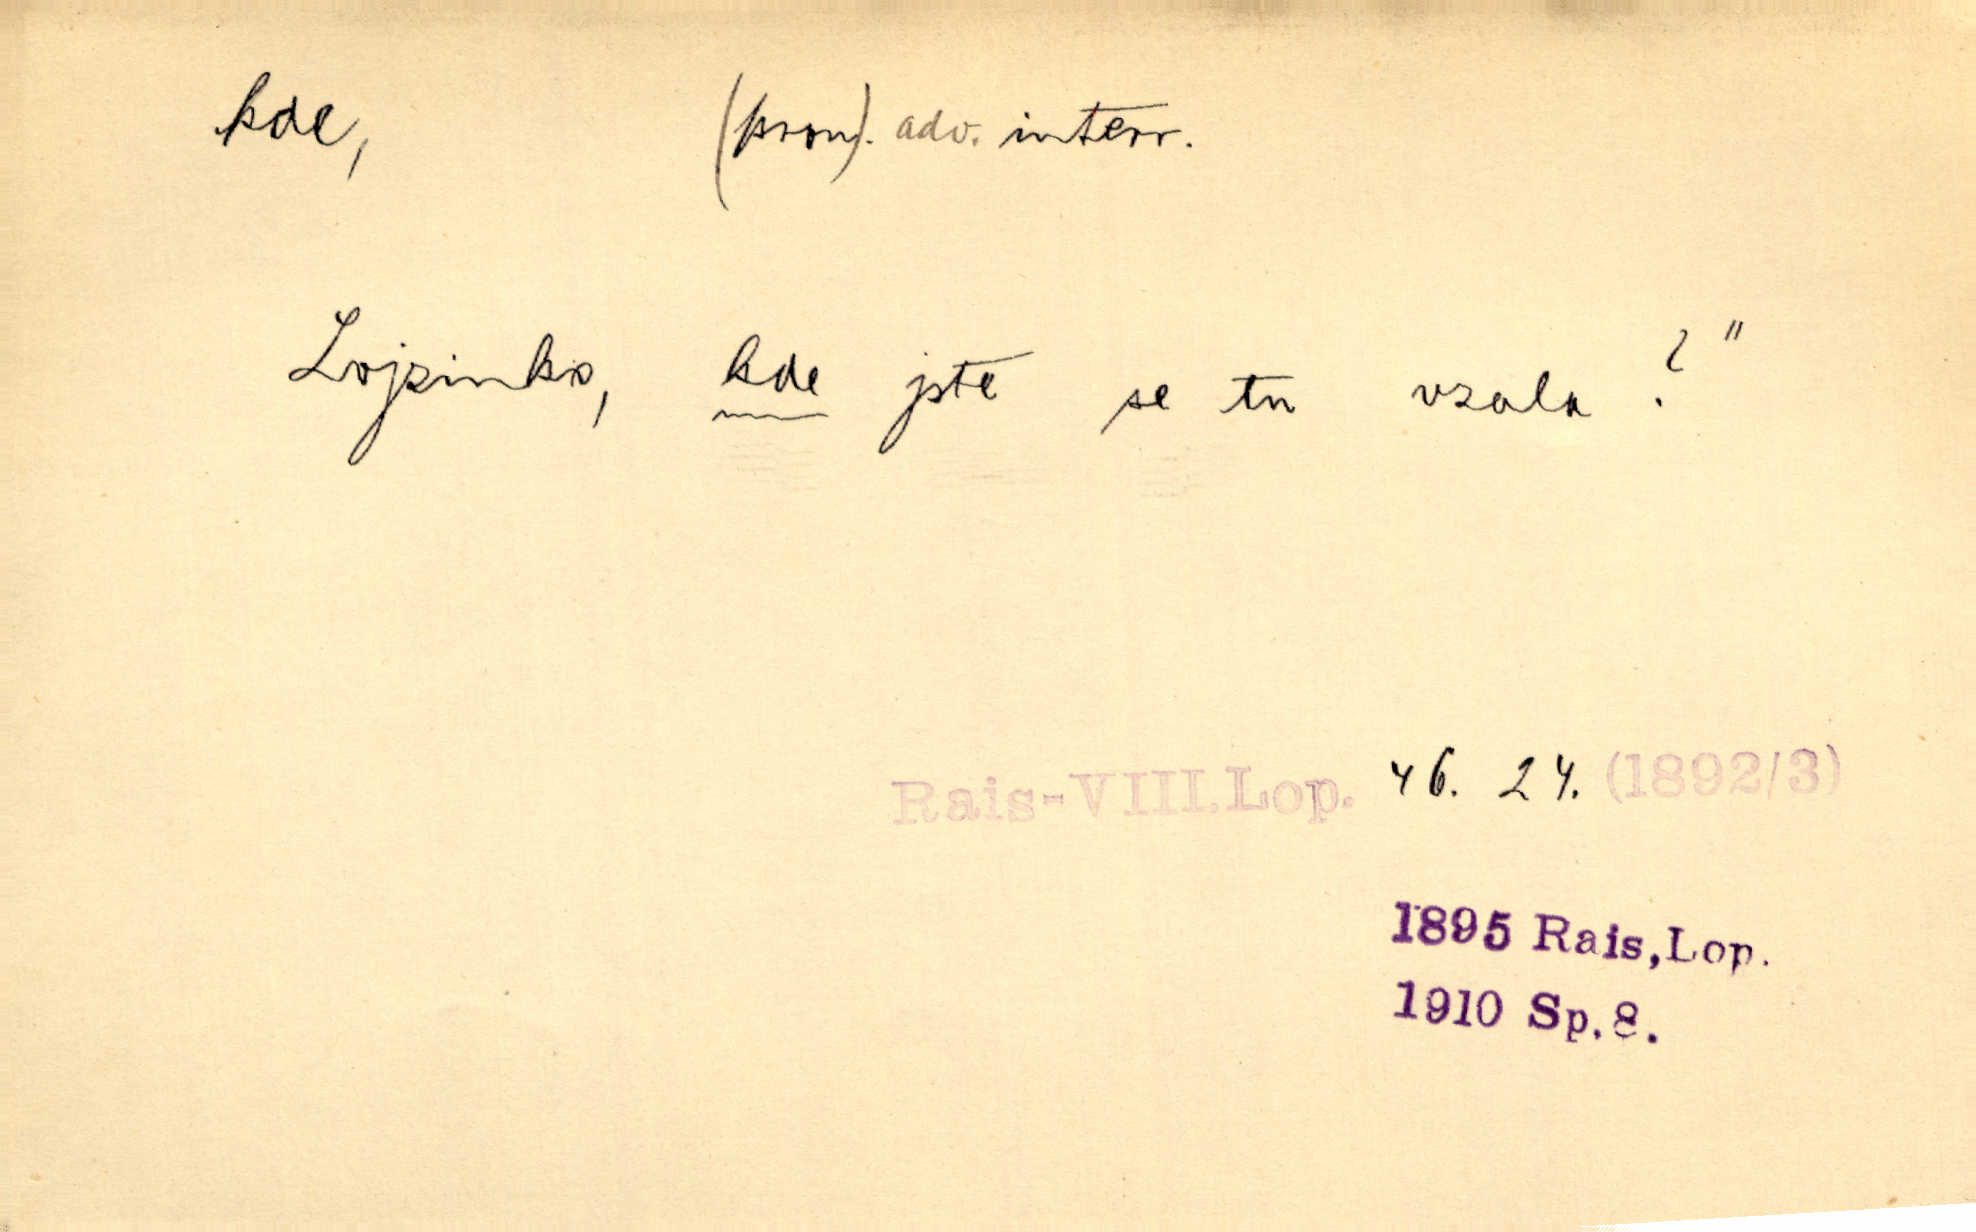 kde, (pron). adv. interr.
Lojzinko, kde jste se tu vzala?"
Rais-VIII.Lop. 46. 24. (1892/3)
1895 Rais,Lop.
1910 Sp.8.